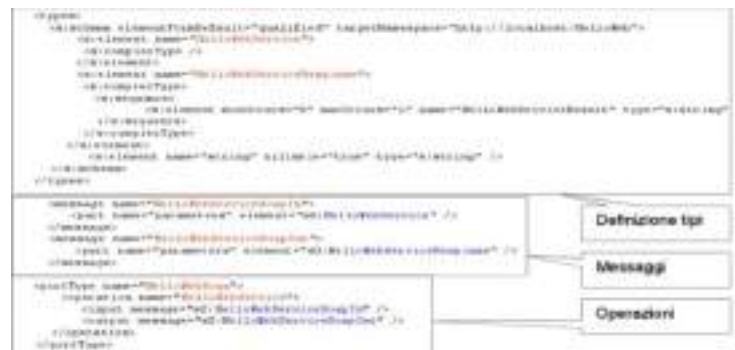 <types>
<s:schema elementFormDefault="qualified" targetNamespace="http://localhost/HelloWeb">
<s:element name="HelloWebService">
<s:complexType />
</s:element>
<s:element name="HelloWebServiceResponse">
<s:complexType>
<s:sequence>
<s:element minOccurs="0" maxOccurs="1" name="HelloWebServiceResult" type="s:string"
</s:sequence>
</s:complexType>
</s:element>
<s:element name="string" nillable="true" type="s:string" />
</s:schema>
</types>
<message name="HelloWebServiceSoapIn">
<part name="parameters" element="s0:HelloWebService" />
</message>
<message name="HelloWebServiceSoapOut">
<part name="parameters" element="s0:HelloWebServiceResponse" />
</message>
<portType name="HelloWebSoap">
<operation name="HelloWebService">
<input message="s0:HelloWebServiceSoapIn" />
<output message="s0:HelloWebServiceSoapOut" />
</operation>
</portType>
Definizione tipi
Messaggi
Operazioni